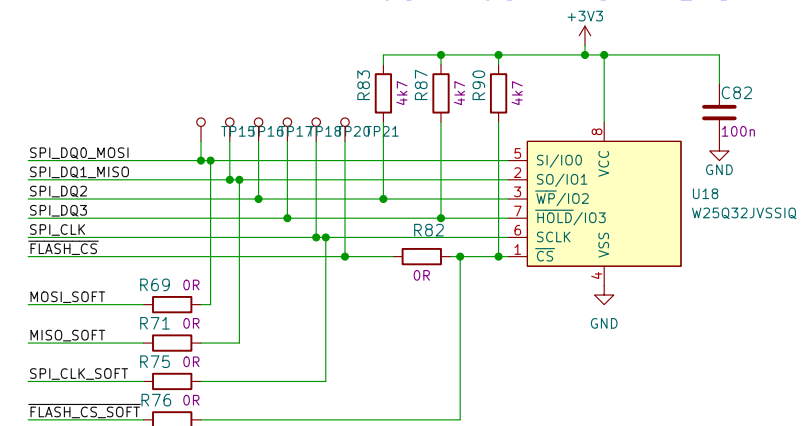 +3V3
R83
4k7
R87
4k7
R90
4k7
C82
100n
GND
TP15
TP16
TP17
TP18
TP20
TP21
SPI_DQ0_MOSI
SPI_DQ1_MISO
SPI_DQ2
SPI_DQ3
SPI_CLK
FLASH_CS
R82
0R
5
2
3
7
6
1
8
4
SI/IO0
SO/IO1
WP/IO2
HOLD/IO3
SCLK
CS
VCC
VSS
U18
W25Q32JVSSIQ
GND
R69 0R
MOSI_SOFT
R71 0R
MISO_SOFT
R75 0R
SPI_CLK_SOFT
R76 0R
FLASH_CS_SOFT